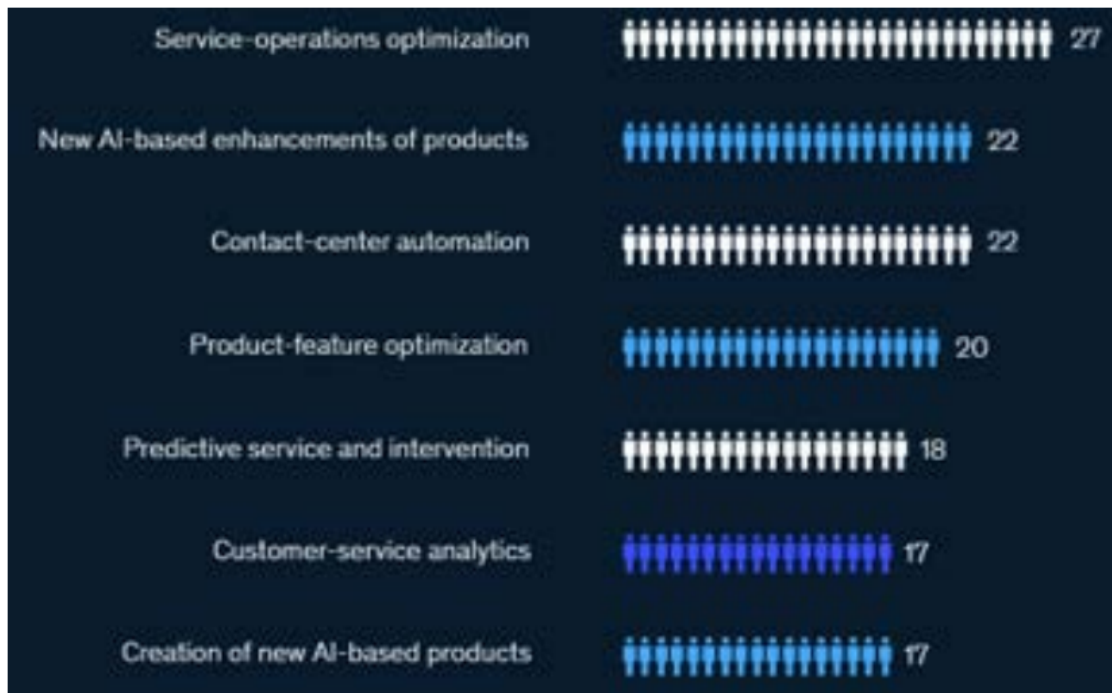 Service-operations optimization 27
New AI-based enhancements of products 22
Contact-center automation 22
Product-feature optimization 20
Predictive service and intervention 18
Customer-service analytics 17
Creation of new AI-based products 17